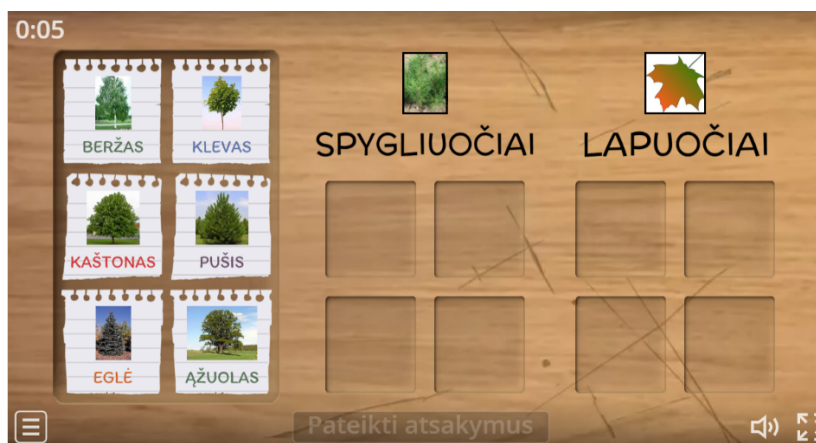 0:05
BERŽAS
KLEVAS
KAŠTONAS
PUŠIS
EGLĖ
ĄŽUOLAS
SPYGLIUOČIAI
LAPUOČIAI
Pateikti atsakymus